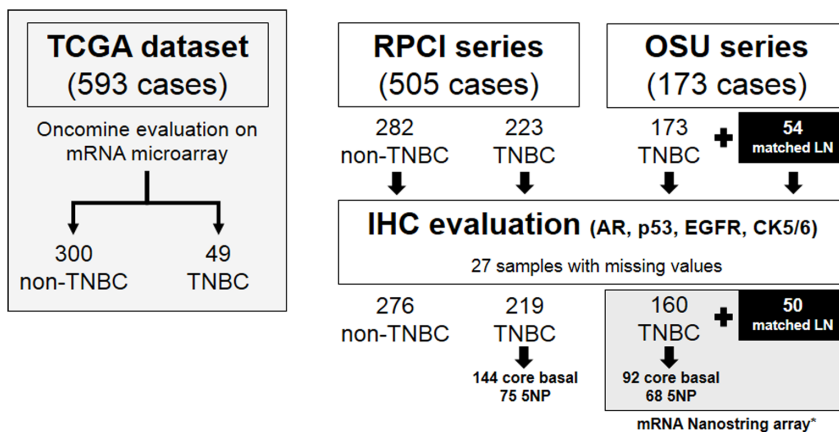 TCGA dataset
(593 cases)
Oncomine evaluation on
mRNA microarray
300
non-TNBC
49
TNBC
RPCI series
(505 cases)
OSU series
(173 cases)
282
non-TNBC
223
TNBC
173
TNBC
+
54
matched LN
IHC evaluation (AR, p53, EGFR, CK5/6)
27 samples with missing values
276
non-TNBC
219
TNBC
160
TNBC
+
50
matched LN
144 core basal
75 5NP
92 core basal
68 5NP
mRNA Nanostring array*